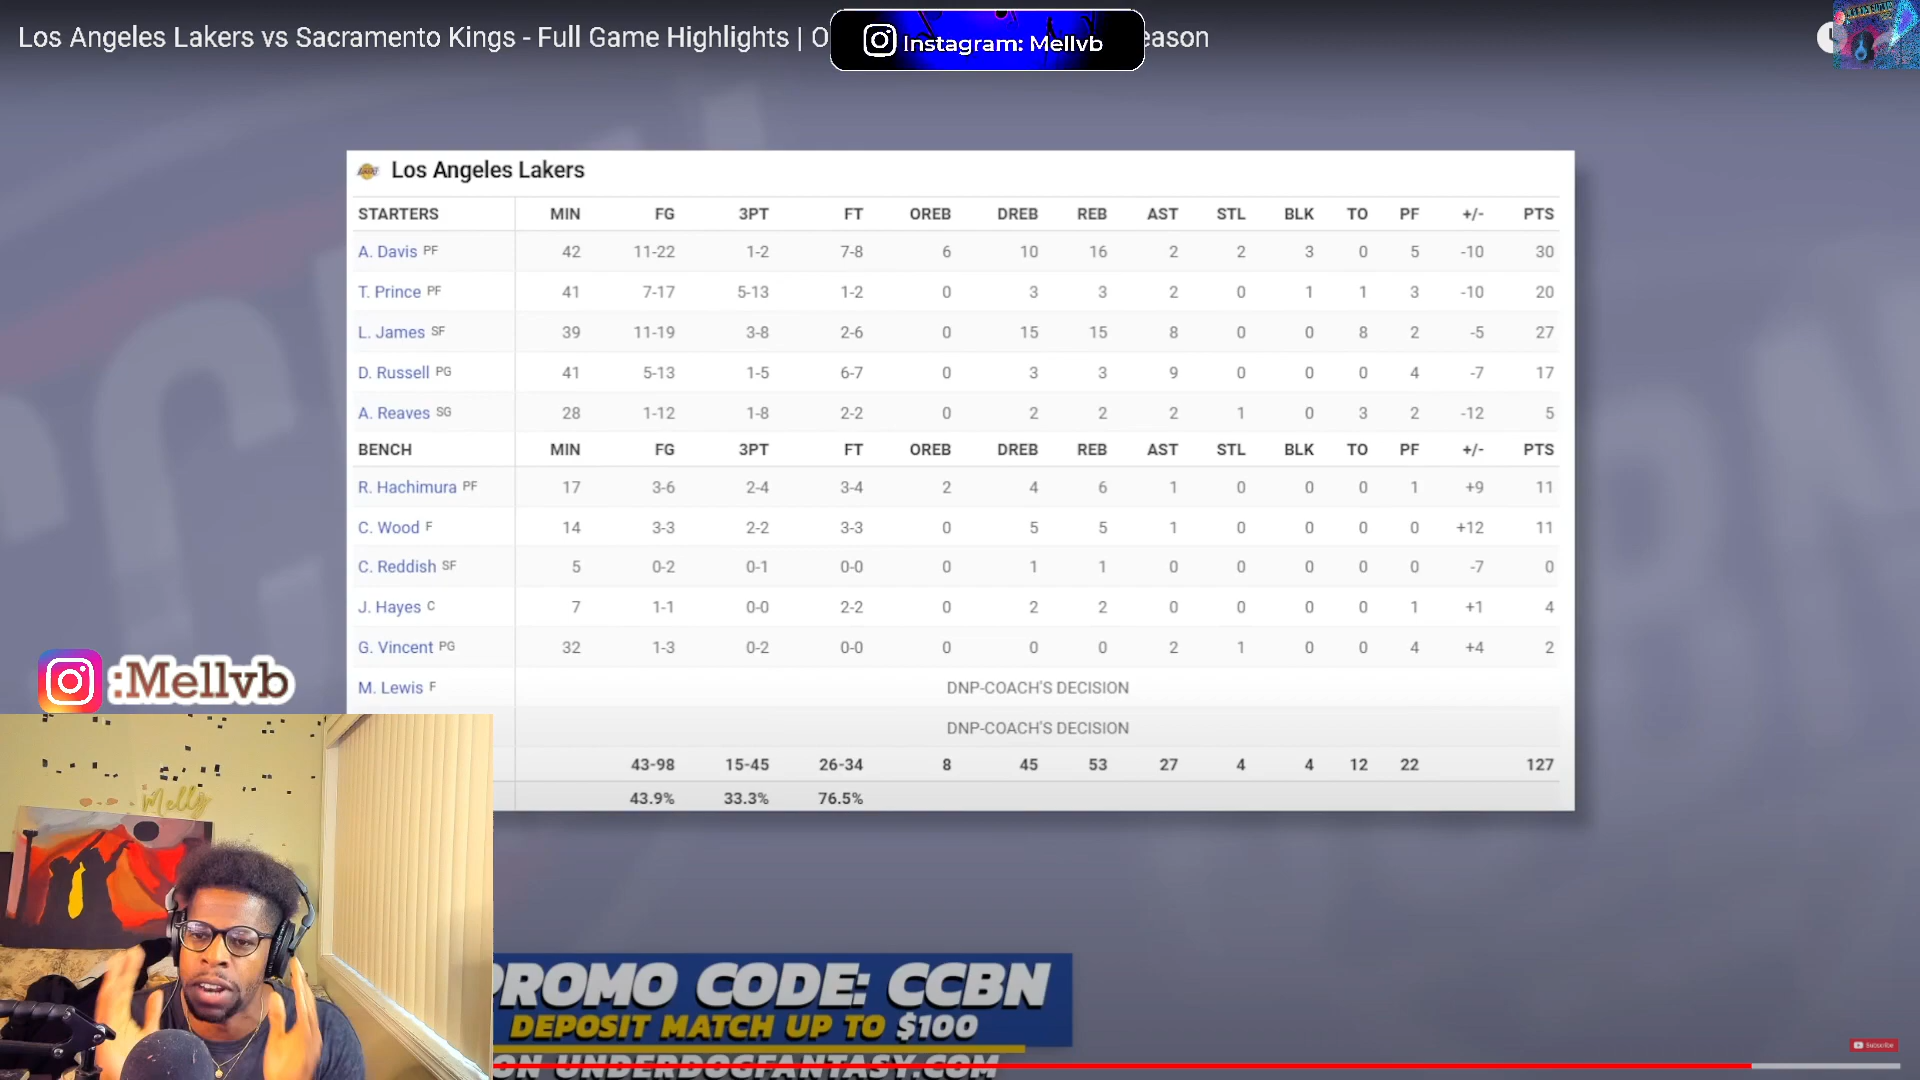 Los Angeles Lakers vs Sacramento Kings - Full Game Highlights | O
Instagram: Mellvb
eason
Los Angeles Lakers
STARTERS MIN FG 3PT FT OREB DREB REB AST STL BLK TO PF +/- PTS
A. Davis PF 42 11-22 1-2 7-8 6 10 16 2 2 3 0 5 -10 30
T. Prince PF 41 7-17 5-13 1-2 0 3 3 2 0 1 1 3 -10 20
L. James SF 39 11-19 3-8 2-6 0 15 15 8 0 0 8 2 -5 27
D. Russell PG 41 5-13 1-5 6-7 0 3 3 9 0 0 0 4 -7 17
A. Reaves SG 28 1-12 1-8 2-2 0 2 2 2 1 0 3 2 -12 5
BENCH MIN FG 3PT FT OREB DREB REB AST STL BLK TO PF +/- PTS
R. Hachimura PF 17 3-6 2-4 3-4 2 4 6 1 0 0 0 1 +9 11
C. Wood F 14 3-3 2-2 3-3 0 5 5 1 0 0 0 0 +12 11
C. Reddish SF 5 0-2 0-1 0-0 0 1 1 0 0 0 0 0 -7 0
J. Hayes C 7 1-1 0-0 2-2 0 2 2 0 0 0 0 1 +1 4
G. Vincent PG 32 1-3 0-2 0-0 0 0 0 2 1 0 0 4 +4 2
M. Lewis F DNP-COACH'S DECISION
DNP-COACH'S DECISION
43-98 15-45 26-34 8 45 53 27 4 4 12 22 127
43.9% 33.3% 76.5%
:Mellvb
Melly
PROMO CODE: CCBN
DEPOSIT MATCH UP TO $100
ON UNDERDOGFANTASY.COM
Subscribe